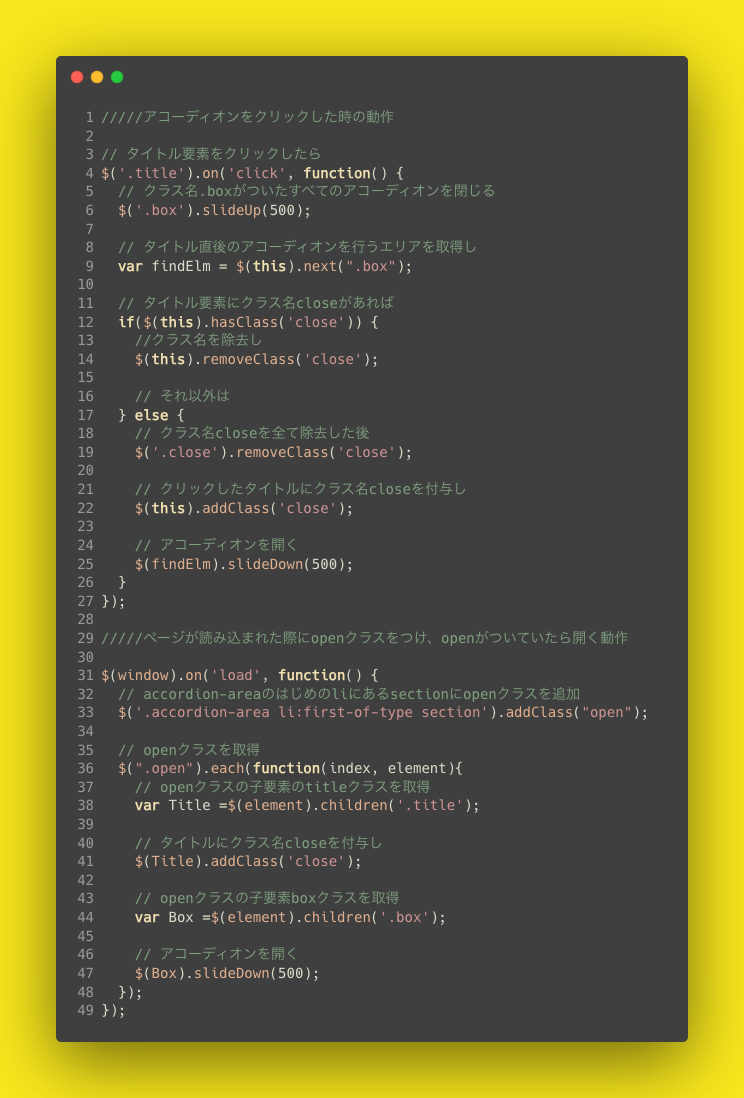 1 /////アコーディオンをクリックした時の動作
2
3 // タイトル要素をクリックしたら
4 $('.title').on('click', function() {
5   // クラス名.boxがついたすべてのアコーディオンを閉じる
6   $('.box').slideUp(500);
7
8   // タイトル直後のアコーディオンを行うエリアを取得し
9   var findElm = $(this).next(".box");
10
11   // タイトル要素にクラス名closeがあれば
12   if($(this).hasClass('close')) {
13     //クラス名を除去し
14     $(this).removeClass('close');
15
16     // それ以外は
17   } else {
18     // クラス名closeを全て除去した後
19     $('.close').removeClass('close');
20
21     // クリックしたタイトルにクラス名closeを付与し
22     $(this).addClass('close');
23
24     // アコーディオンを開く
25     $(findElm).slideDown(500);
26   }
27 });
28
29 /////ページが読み込まれた際にopenクラスをつけ、openがついていたら開く動作
30
31 $(window).on('load', function() {
32   // accordion-areaのはじめのliにあるsectionにopenクラスを追加
33   $('.accordion-area li:first-of-type section').addClass("open");
34
35   // openクラスを取得
36   $(".open").each(function(index, element){
37     // openクラスの子要素のtitleクラスを取得
38     var Title =$(element).children('.title');
39
40     // タイトルにクラス名closeを付与し
41     $(Title).addClass('close');
42
43     // openクラスの子要素boxクラスを取得
44     var Box =$(element).children('.box');
45
46     // アコーディオンを開く
47     $(Box).slideDown(500);
48   });
49 });